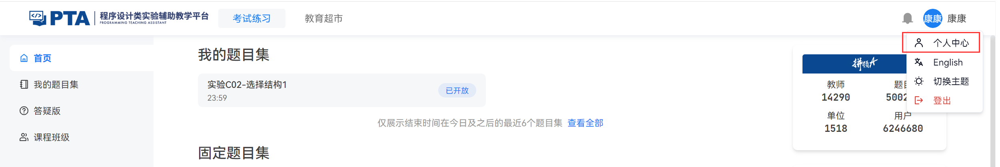 PTA 程序设计类实验辅助教学平台
PROGRAMMING TEACHING ASSISTANT
考试练习
教育超市
康康 康康
个人中心
English
切换主题
登出
首页
我的题目集
答疑版
课程班级
我的题目集
实验C02-选择结构1
23:59
已开放
仅展示结束时间在今日及之后的最近6个题目集 查看全部
固定题目集
拼题A
教师
14290
题目
5002
单位
1518
用户
6246680